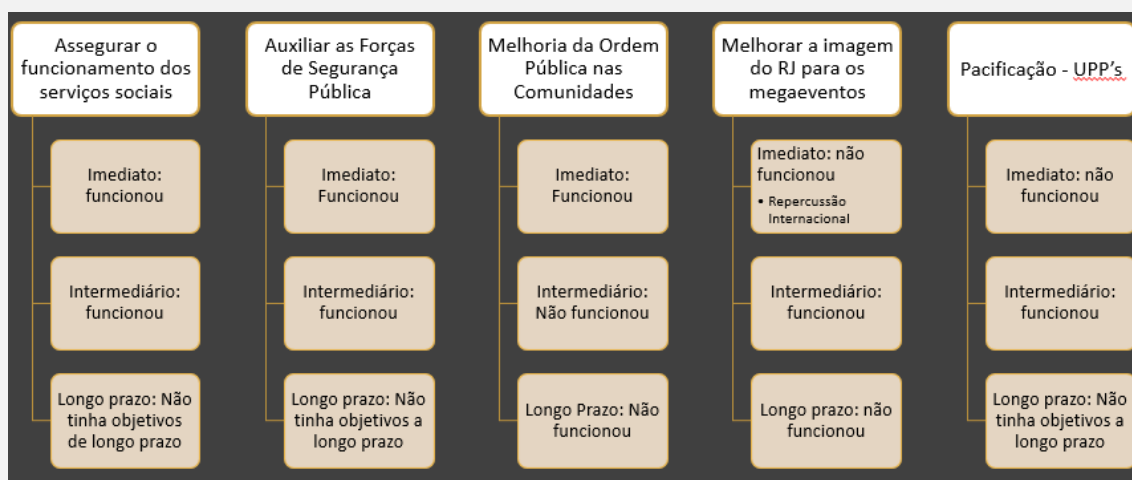 Assegurar o
funcionamento dos
serviços sociais
Imediato:
funcionou
Intermediário:
funcionou
Longo prazo: Não
tinha objetivos
de longo prazo
Auxiliar as Forças
de Segurança
Pública
Imediato:
Funcionou
Intermediário:
funcionou
Longo prazo: Não
tinha objetivos a
longo prazo
Melhoria da Ordem
Pública nas
Comunidades
Imediato:
Funcionou
Intermediário:
Não funcionou
Longo Prazo: Não
funcionou
Melhorar a imagem
do RJ para os
megaeventos
Imediato: não
funcionou
• Repercussão
Internacional
Intermediário:
funcionou
Longo prazo: não
funcionou
Pacificação - UPP's
Imediato: não
funcionou
Intermediário:
funcionou
Longo prazo: Não
tinha objetivos a
longo prazo